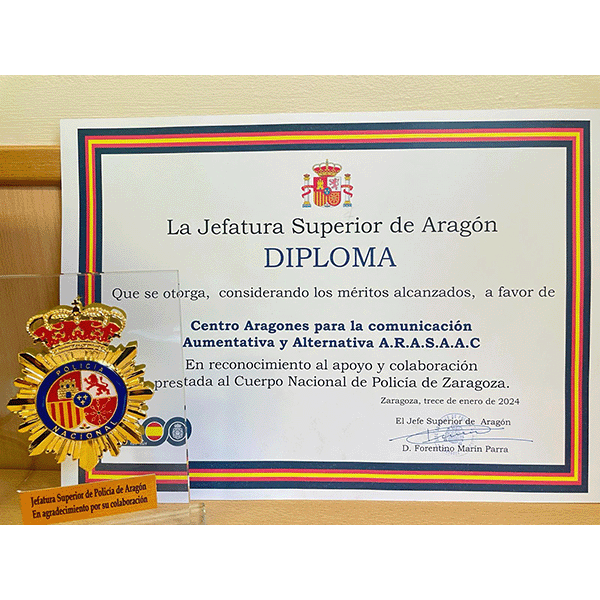 La Jefatura Superior de Aragón
DIPLOMA
Que se otorga, considerando los méritos alcanzados, a favor de
Centro Aragones para la comunicación
Aumentativa y Alternativa A.R.A.S.A.A.C
En reconocimiento al apoyo y colaboración
prestada al Cuerpo Nacional de Policía de Zaragoza.
Zaragoza, trece de enero de 2024
El Jefe Superior de Aragón
D. Forentino Marín Parra
POLICIA
NACIONAL
Jefatura Superior de Policía de Aragón
En agradecimiento por su colaboración